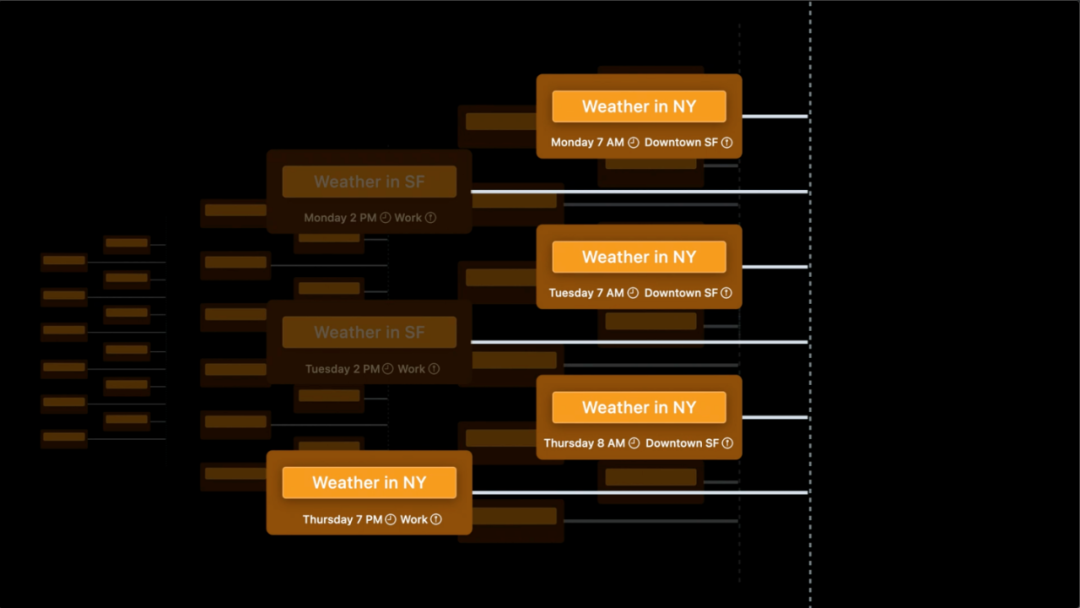 Weather in NY
Monday 7 AM Downtown SF
Weather in SF
Monday 2 PM Work
Weather in NY
Tuesday 7 AM Downtown SF
Weather in SF
Tuesday 2 PM Work
Weather in NY
Thursday 8 AM Downtown SF
Weather in NY
Thursday 7 PM Work